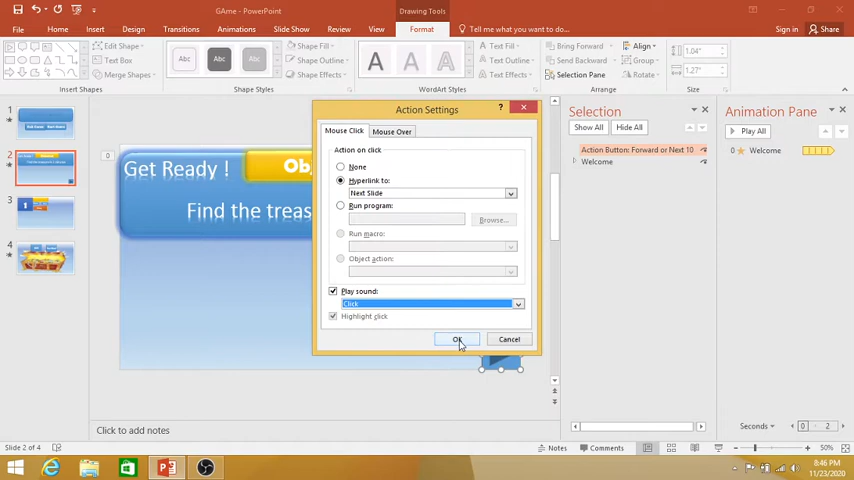 GAme - PowerPoint
Drawing Tools
File Home Insert Design Transitions Animations Slide Show Review View Format Tell me what you want to do... Sign in Share
Edit Shape
Text Box
Merge Shapes
Insert Shapes
Abc Abc Abc
Shape Fill
Shape Outline
Shape Effects
Shape Styles
A A A
Text Fill
Text Outline
Text Effects
WordArt Styles
Bring Forward
Send Backward
Selection Pane
Align
Group
Rotate
Arrange
1.04"
1.27"
Size
1
2
3
4
0
Get Ready !
Obj
Find the treas
Action Settings
?
Mouse Click Mouse Over
Action on click
None
Hyperlink to:
Next Slide
Run program:
Browse...
Run macro:
Object action:
Play sound:
Click
Highlight click
OK Cancel
Selection
Show All Hide All
Action Button: Forward or Next 10
Welcome
Animation Pane
Play All
0 Welcome
Seconds 0 2
Click to add notes
Slide 2 of 4
Notes Comments
50%
8:46 PM
11/23/2020